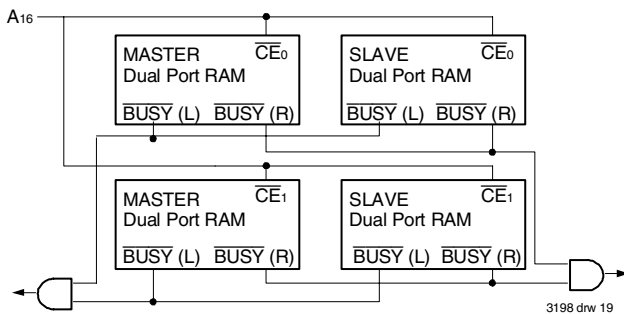 A16
MASTER CE0
Dual Port RAM
BUSY (L) BUSY (R)
SLAVE CE0
Dual Port RAM
BUSY (L) BUSY (R)
MASTER CE1
Dual Port RAM
BUSY (L) BUSY (R)
SLAVE CE1
Dual Port RAM
BUSY (L) BUSY (R)
3198 drw 19